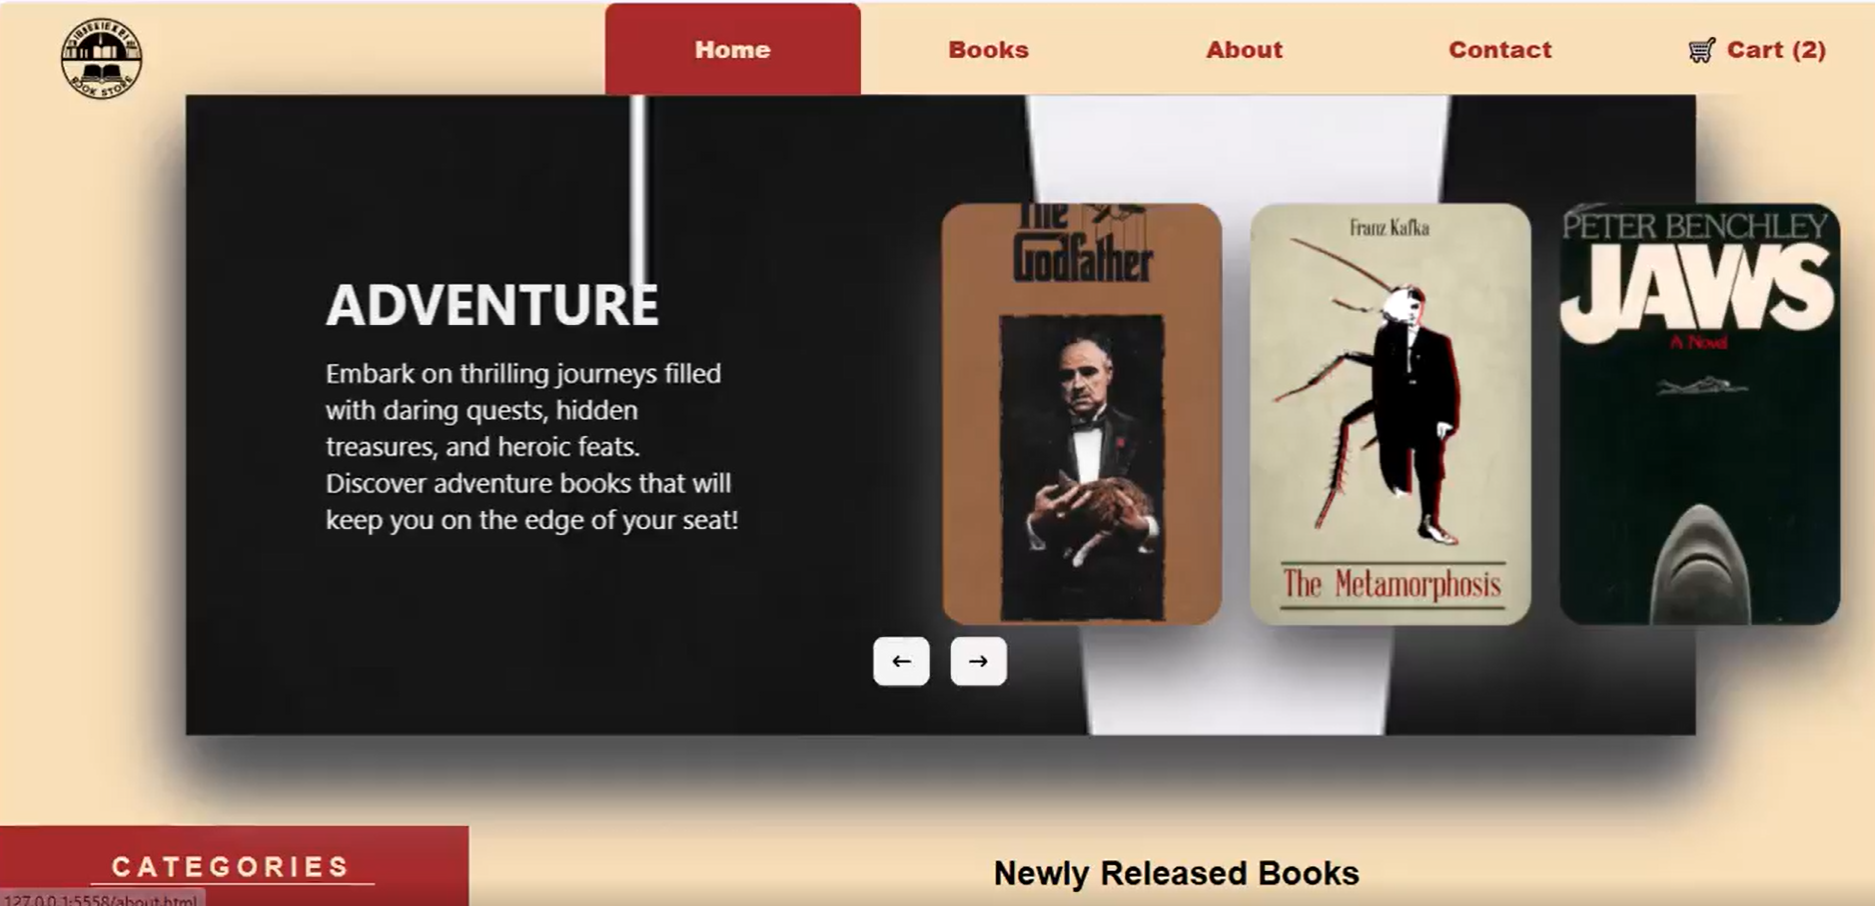 BOOK STORE
Home
Books
About
Contact
Cart (2)
ADVENTURE
Embark on thrilling journeys filled
with daring quests, hidden
treasures, and heroic feats.
Discover adventure books that will
keep you on the edge of your seat!
The
Godfather
Franz Kafka
The Metamorphosis
PETER BENCHLEY
JAWS
A Novel
← →
CATEGORIES
Newly Released Books
127.0.0.1:5558/about.html